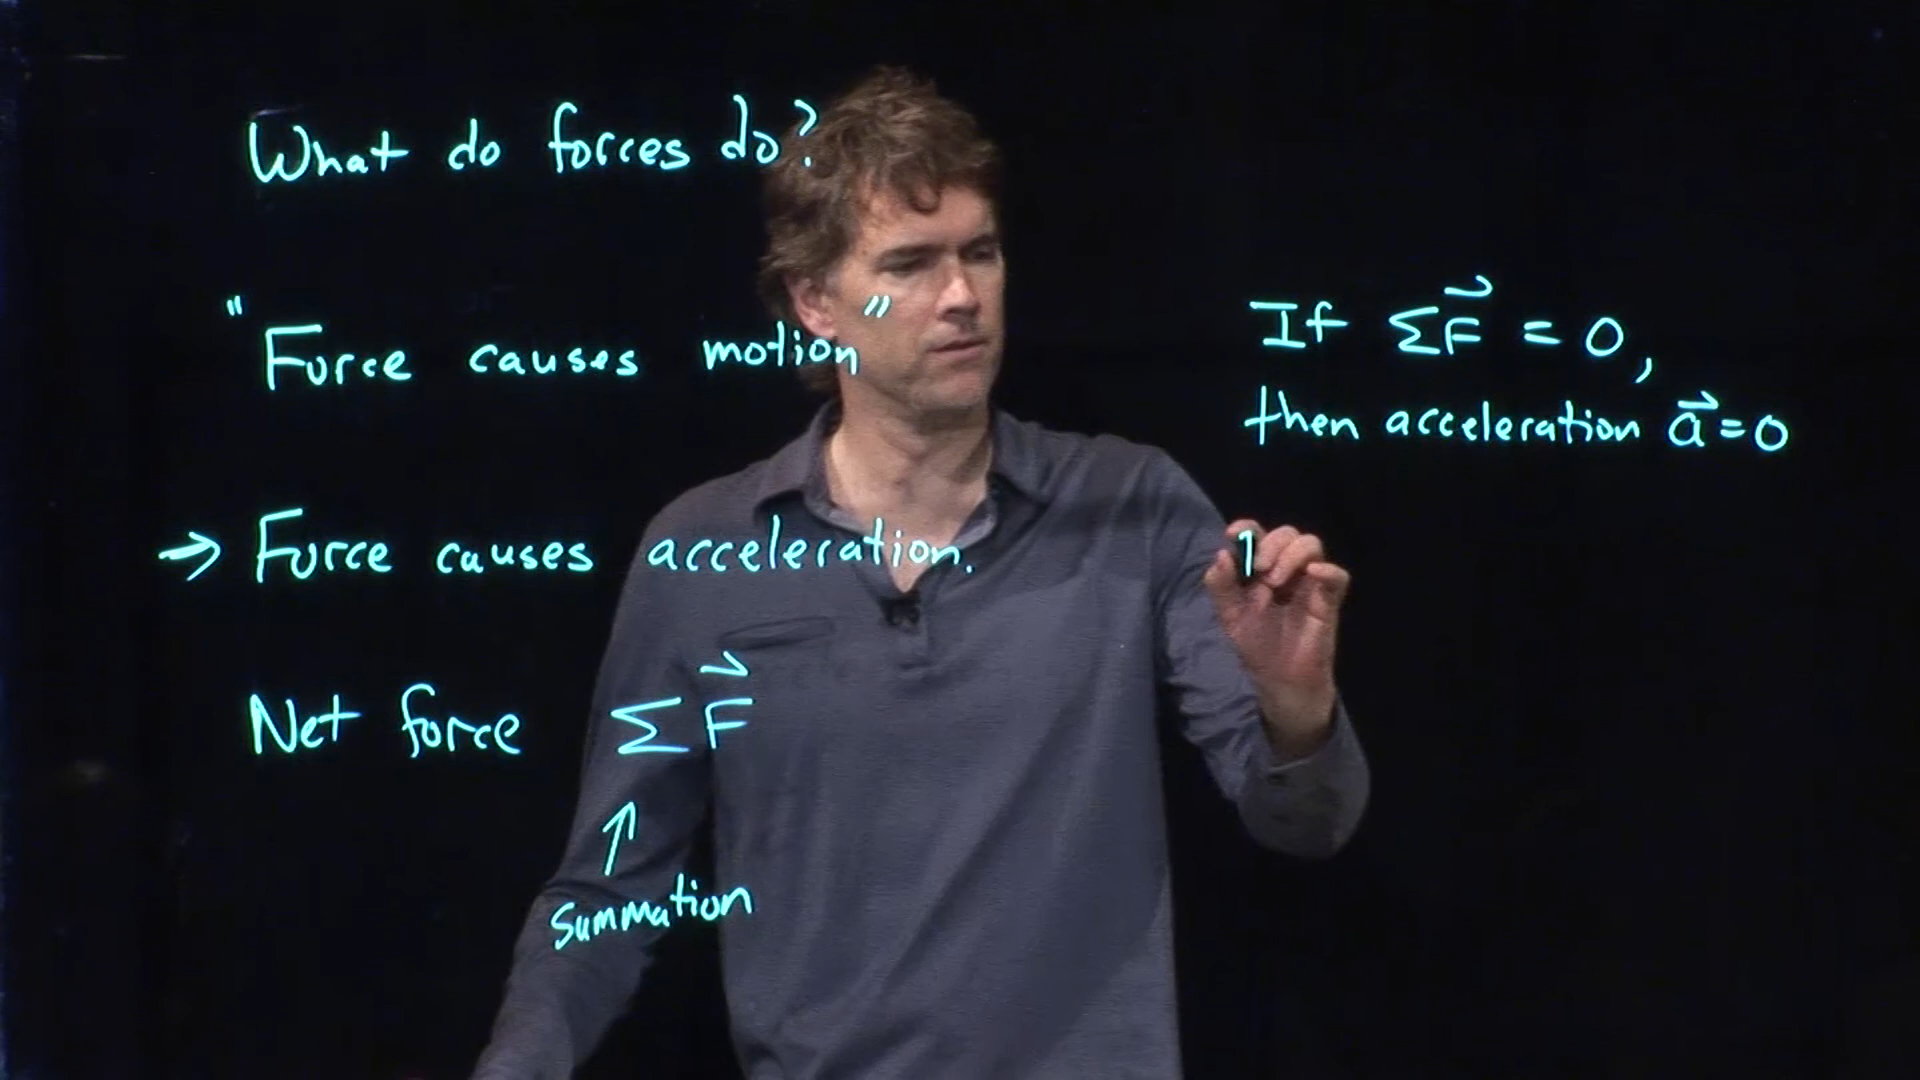 What do forces do?
"Force causes motion"
→ Force causes acceleration.
Net force ΣF⃗
↑
Summation
If ΣF⃗ = 0,
then acceleration a⃗ = 0
1